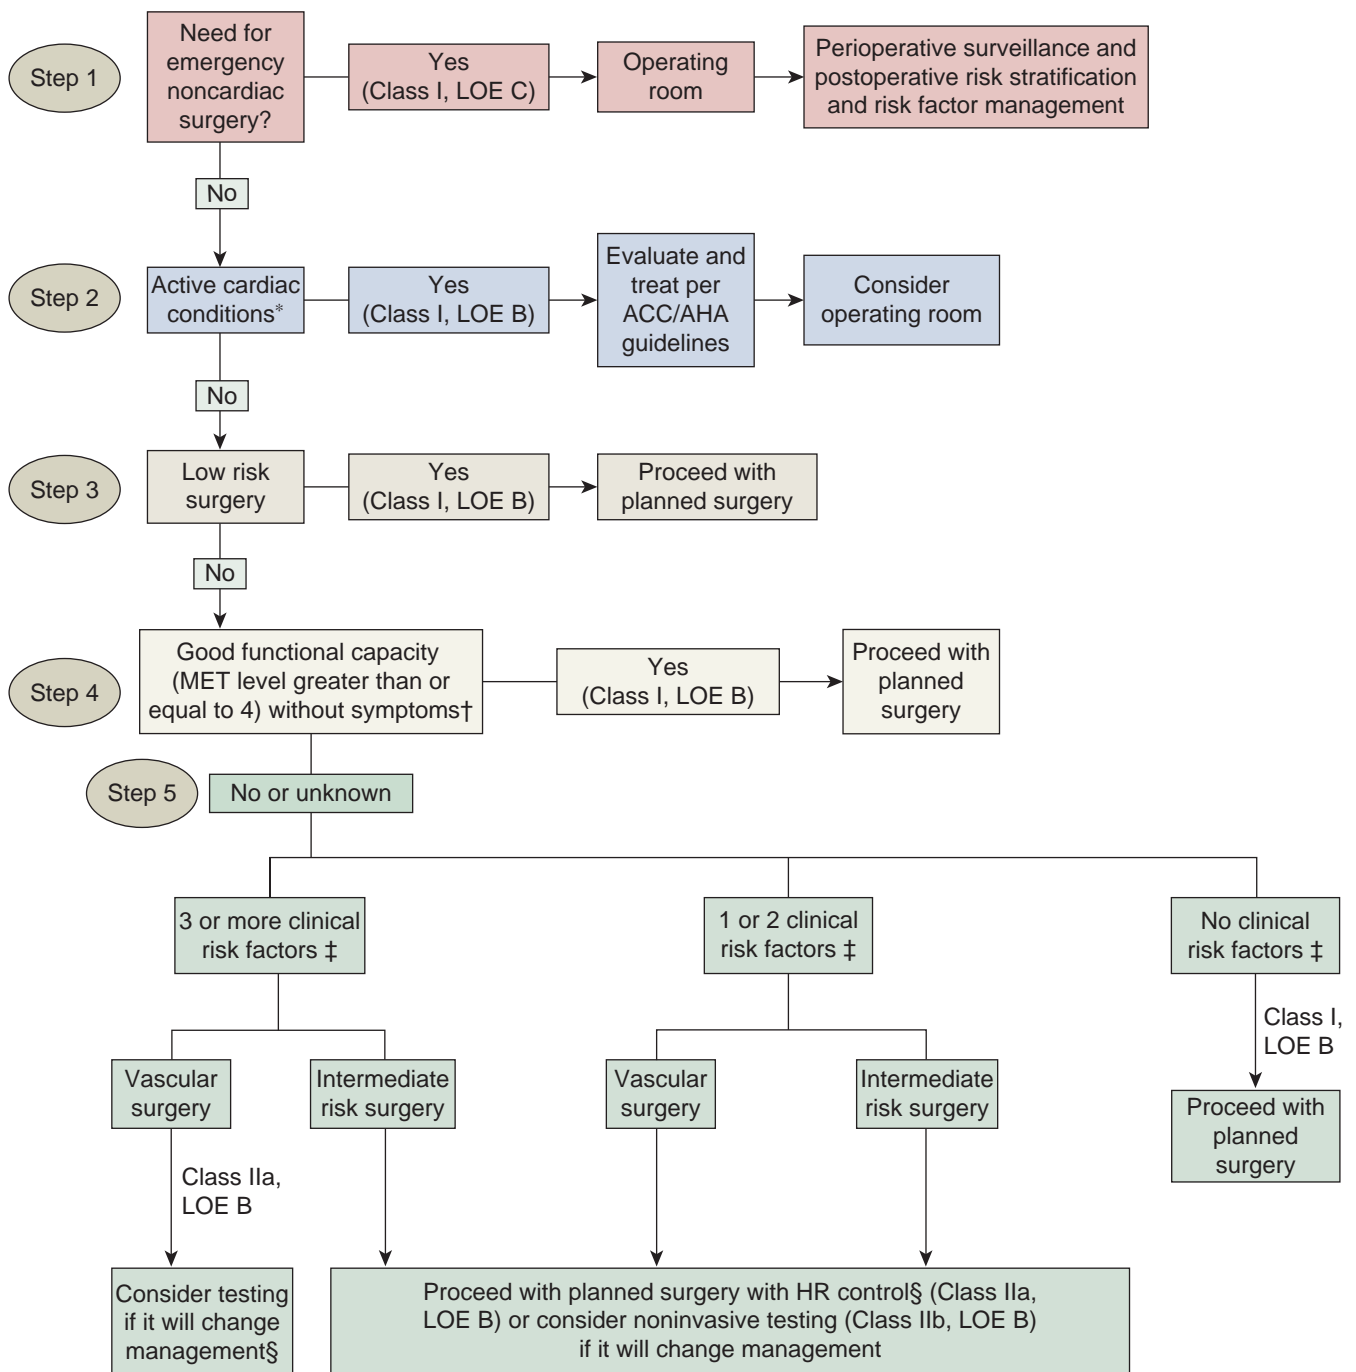 Step 1
Need for
emergency
noncardiac
surgery?
Yes
(Class I, LOE C)
Operating
room
Perioperative surveillance and
postoperative risk stratification
and risk factor management
No
Step 2
Active cardiac
conditions*
Yes
(Class I, LOE B)
Evaluate and
treat per
ACC/AHA
guidelines
Consider
operating room
No
Step 3
Low risk
surgery
Yes
(Class I, LOE B)
Proceed with
planned surgery
No
Step 4
Good functional capacity
(MET level greater than or
equal to 4) without symptoms†
Yes
(Class I, LOE B)
Proceed with
planned
surgery
Step 5
No or unknown
3 or more clinical
risk factors ‡
1 or 2 clinical
risk factors ‡
No clinical
risk factors ‡
Class I,
LOE B
Vascular
surgery
Intermediate
risk surgery
Vascular
surgery
Intermediate
risk surgery
Proceed with
planned
surgery
Class IIa,
LOE B
Consider testing
if it will change
management§
Proceed with planned surgery with HR control§ (Class IIa,
LOE B) or consider noninvasive testing (Class IIb, LOE B)
if it will change management